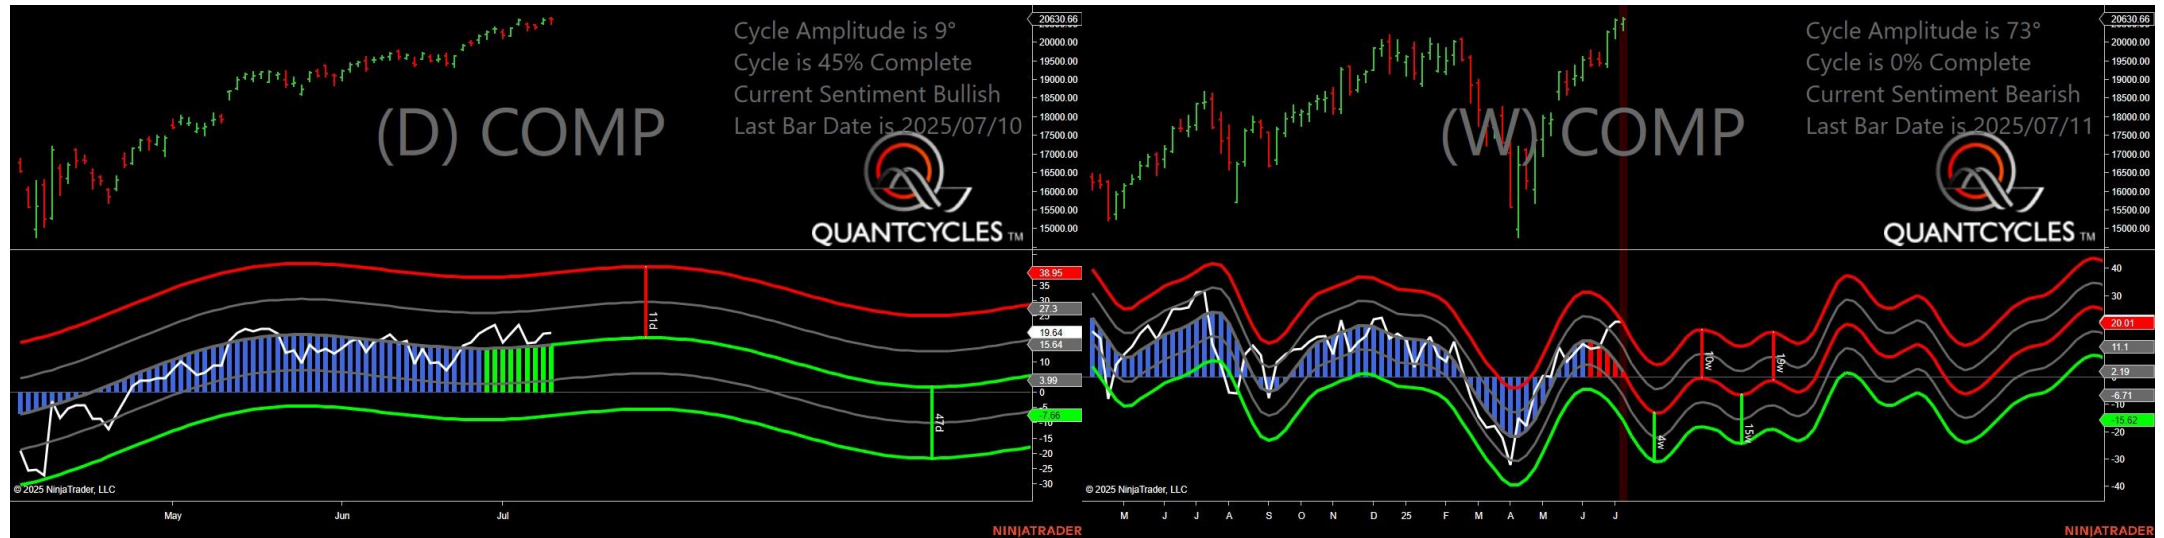 Cycle Amplitude is 9°
Cycle is 45% Complete
Current Sentiment Bullish
Last Bar Date is 2025/07/10
(D) COMP
QUANTCYCLES TM
20630.66
20000.00
19500.00
19000.00
18500.00
18000.00
17500.00
17000.00
16500.00
16000.00
15500.00
15000.00
38.95
35
30
27.3
25
19.64
15.64
10
3.99
0
-5
-7.66
-10
-15
-20
-25
-30
11d
47d
© 2025 NinjaTrader, LLC
May Jun Jul
NINJATRADER
Cycle Amplitude is 73°
Cycle is 0% Complete
Current Sentiment Bearish
Last Bar Date is 2025/07/11
(W) COMP
QUANTCYCLES TM
20630.66
20000.00
19500.00
19000.00
18500.00
18000.00
17500.00
17000.00
16500.00
16000.00
15500.00
15000.00
40
30
20.01
11.1
2.19
-6.71
-10
-15.62
-20
-30
-40
10w
19w
4w
15w
© 2025 NinjaTrader, LLC
M J J A S O N D 25 F M A M J J
NINJATRADER